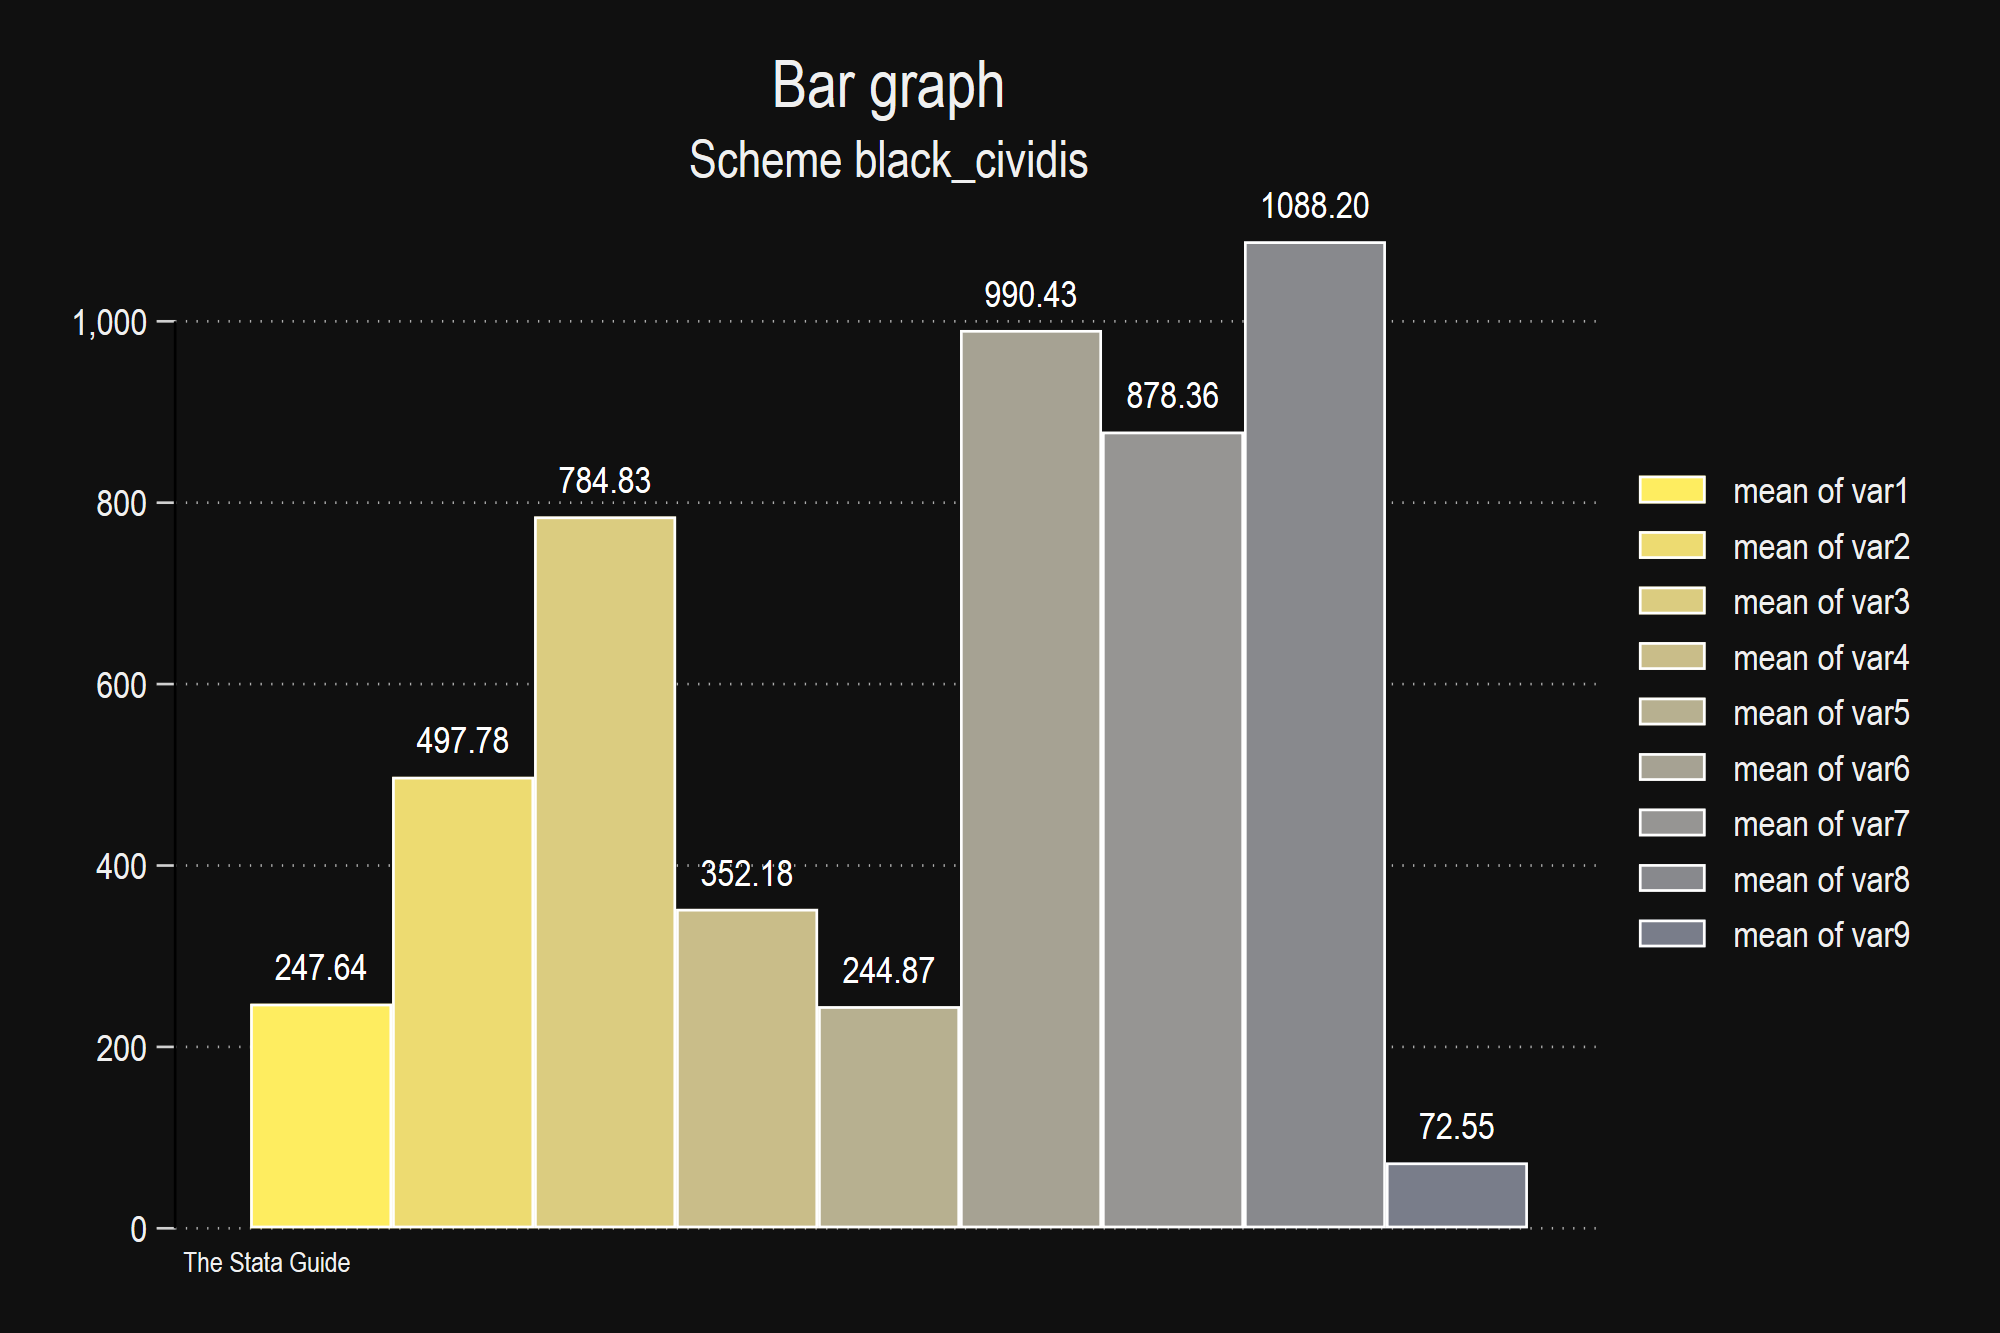 Bar graph
Scheme black_cividis
1088.20
990.43
1,000
878.36
784.83
800
mean of var1
mean of var2
mean of var3
mean of var4
600
mean of var5
497.78
mean of var6
mean of var7
400
352.18
mean of var8
mean of var9
247.64
244.87
200
72.55
0
The Stata Guide